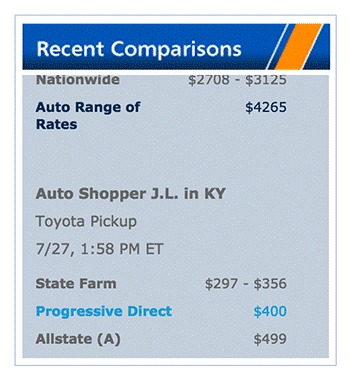 Recent Comparisons
Nationwide $2708 - $3125
Auto Range of $4265
Rates
Auto Shopper J.L. in KY
Toyota Pickup
7/27, 1:58 PM ET
State Farm $297 - $356
Progressive Direct $400
Allstate (A) $499